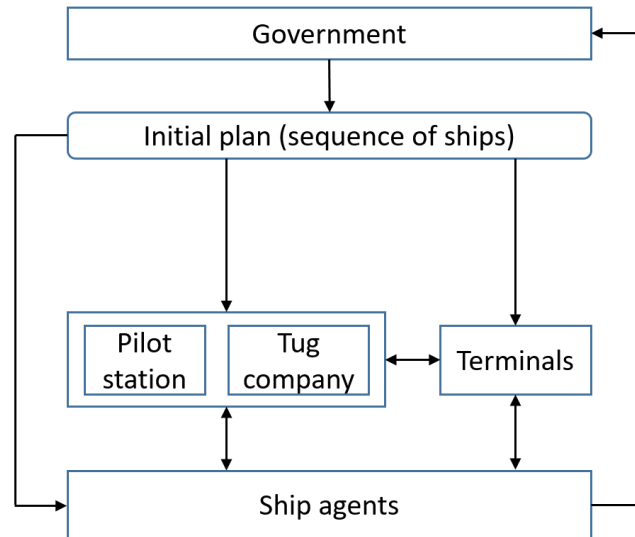 Government
Initial plan (sequence of ships)
Pilot
station
Tug
company
Terminals
Ship agents